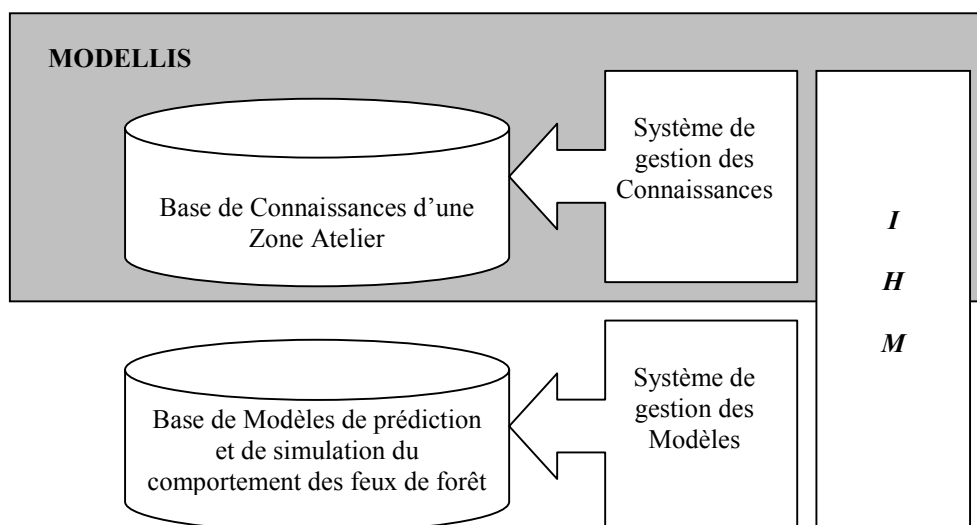 MODELLIS
Système de
gestion des
Connaissances
Base de Connaissances d’une
Zone Atelier
I
H
M
Système de
gestion des
Modèles
Base de Modèles de prédiction
et de simulation du
comportement des feux de forêt